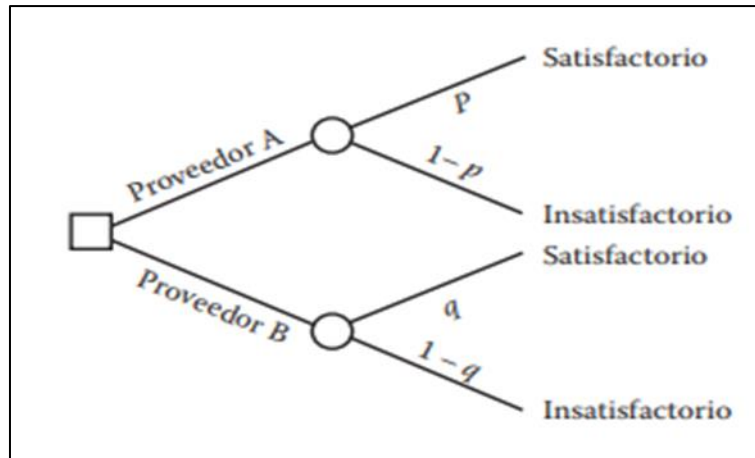 Satisfactorio
P
Proveedor A
1 – p
Insatisfactorio
Satisfactorio
Proveedor B
q
1 – q
Insatisfactorio